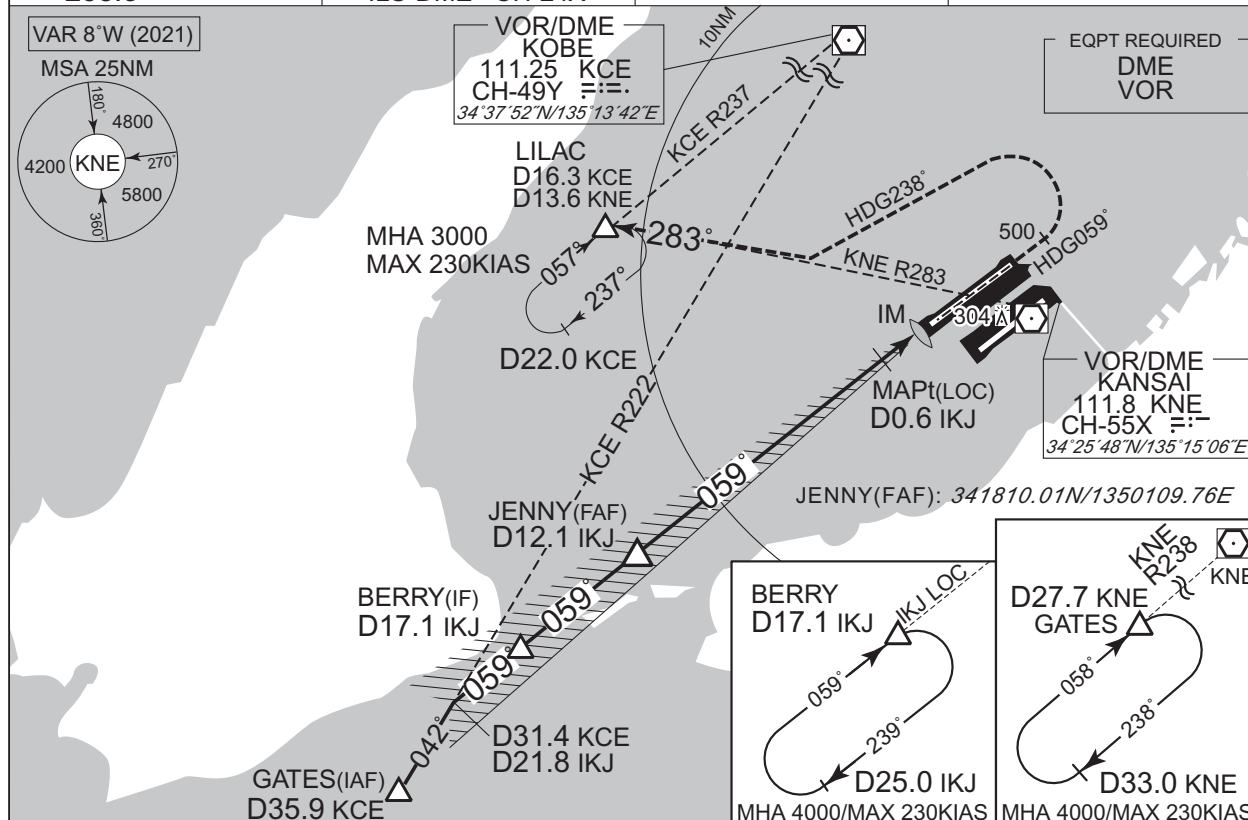 VAR 8°W (2021)
MSA 25NM
180°
4800
KNE
4200
270°
5800
360°
VOR/DME
KOBE
111.25 KCE
CH-49Y
34°37´52˝N/135°13´42˝E
10NM
EQPT REQUIRED
DME
VOR
KCE R237
LILAC
D16.3 KCE
D13.6 KNE
MHA 3000
MAX 230KIAS
057°
237°
D22.0 KCE
283°
HDG238°
KNE R283
500
HDG059°
IM
304
MAPt(LOC)
D0.6 IKJ
VOR/DME
KANSAI
111.8 KNE
CH-55X
34°25´48˝N/135°15´06˝E
KCE R222
059°
JENNY(FAF): 341810.01N/1350109.76E
JENNY(FAF)
D12.1 IKJ
059°
BERRY(IF)
D17.1 IKJ
059°
042°
D31.4 KCE
D21.8 IKJ
GATES(IAF)
D35.9 KCE
BERRY
D17.1 IKJ
IKJ LOC
059°
239°
D25.0 IKJ
MHA 4000/MAX 230KIAS
KNE
R238
KNE
D27.7 KNE
GATES
058°
238°
D33.0 KNE
MHA 4000/MAX 230KIAS